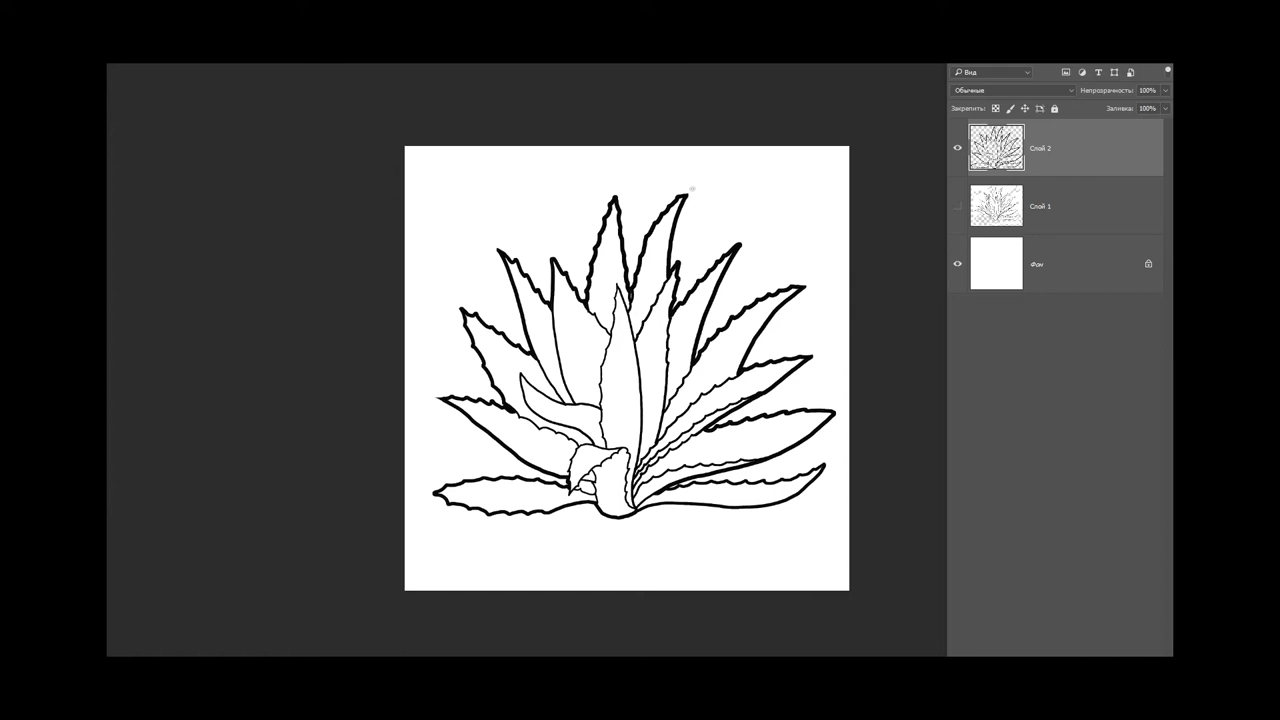 Вид
Обычные Непрозрачность: 100%
Закрепить: Заливка: 100%
Слой 2
Слой 1
Фон